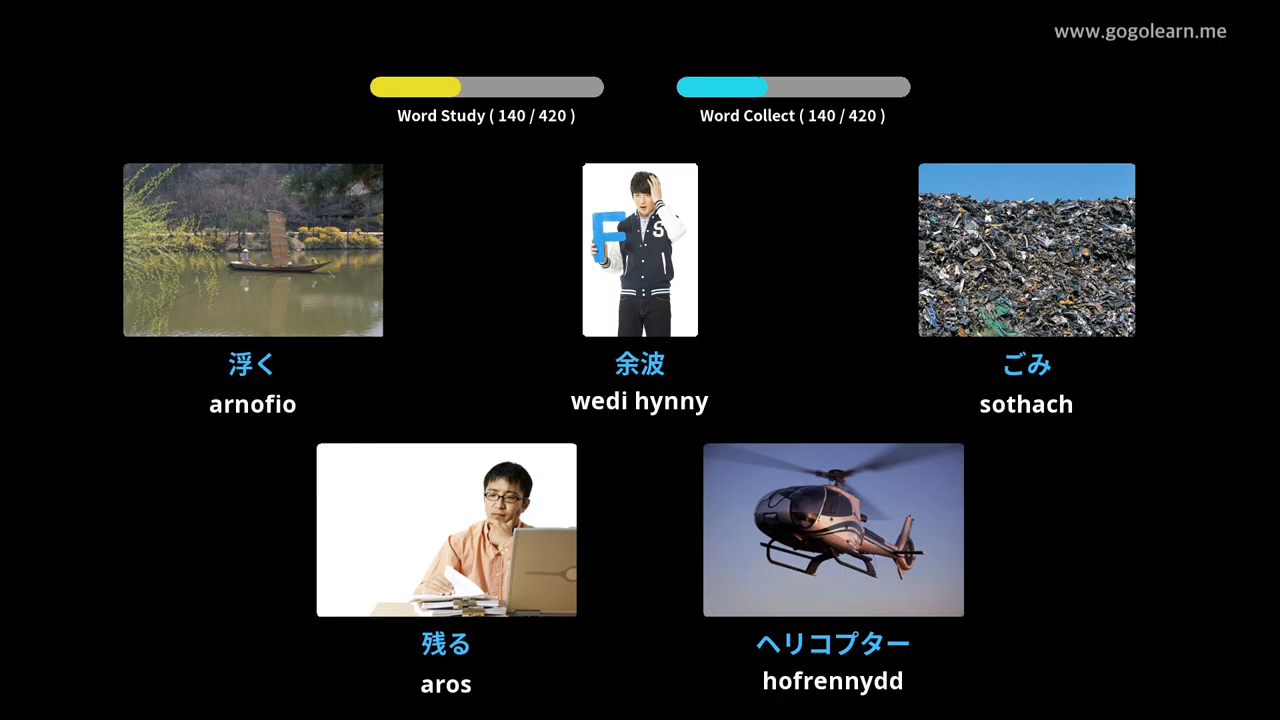 www.gogolearn.me
Word Study ( 140 / 420 )
Word Collect ( 140 / 420 )
F
S
浮く
arnofio
余波
wedi hynny
ごみ
sothach
残る
aros
ヘリコプター
hofrennydd